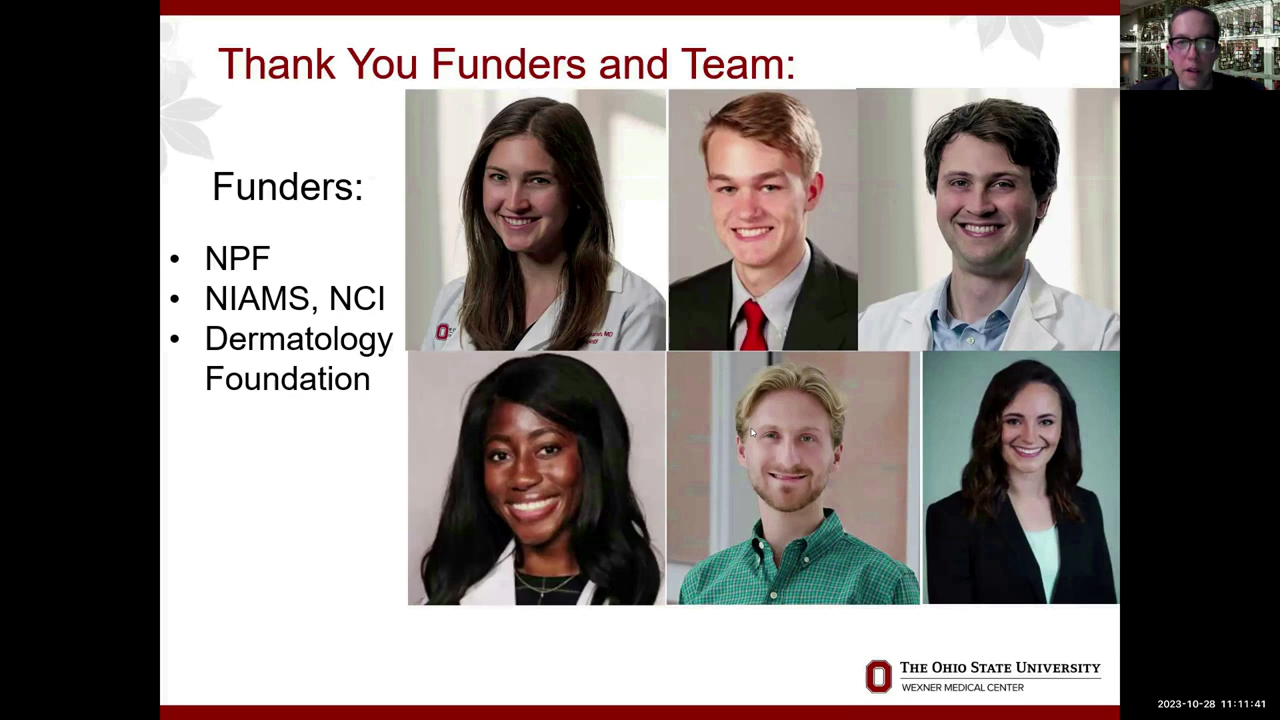 Thank You Funders and Team:
Funders:
• NPF
• NIAMS, NCI
• Dermatology
Foundation
THE OHIO STATE UNIVERSITY
WEXNER MEDICAL CENTER
2023-10-28 11:11:41